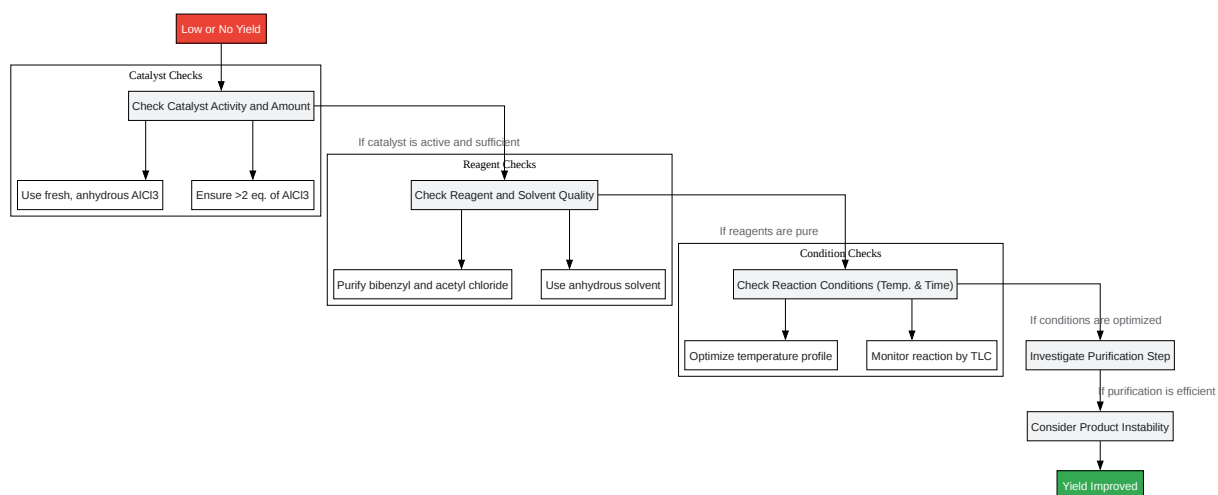 Low or No Yield
Catalyst Checks
Check Catalyst Activity and Amount
If catalyst is active and sufficient
Use fresh, anhydrous AlCl3
Ensure >2 eq. of AlCl3
Reagent Checks
Check Reagent and Solvent Quality
If reagents are pure
Purify bibenzyl and acetyl chloride
Use anhydrous solvent
Condition Checks
Check Reaction Conditions (Temp. & Time)
If conditions are optimized
Optimize temperature profile
Monitor reaction by TLC
Investigate Purification Step
If purification is efficient
Consider Product Instability
Yield Improved